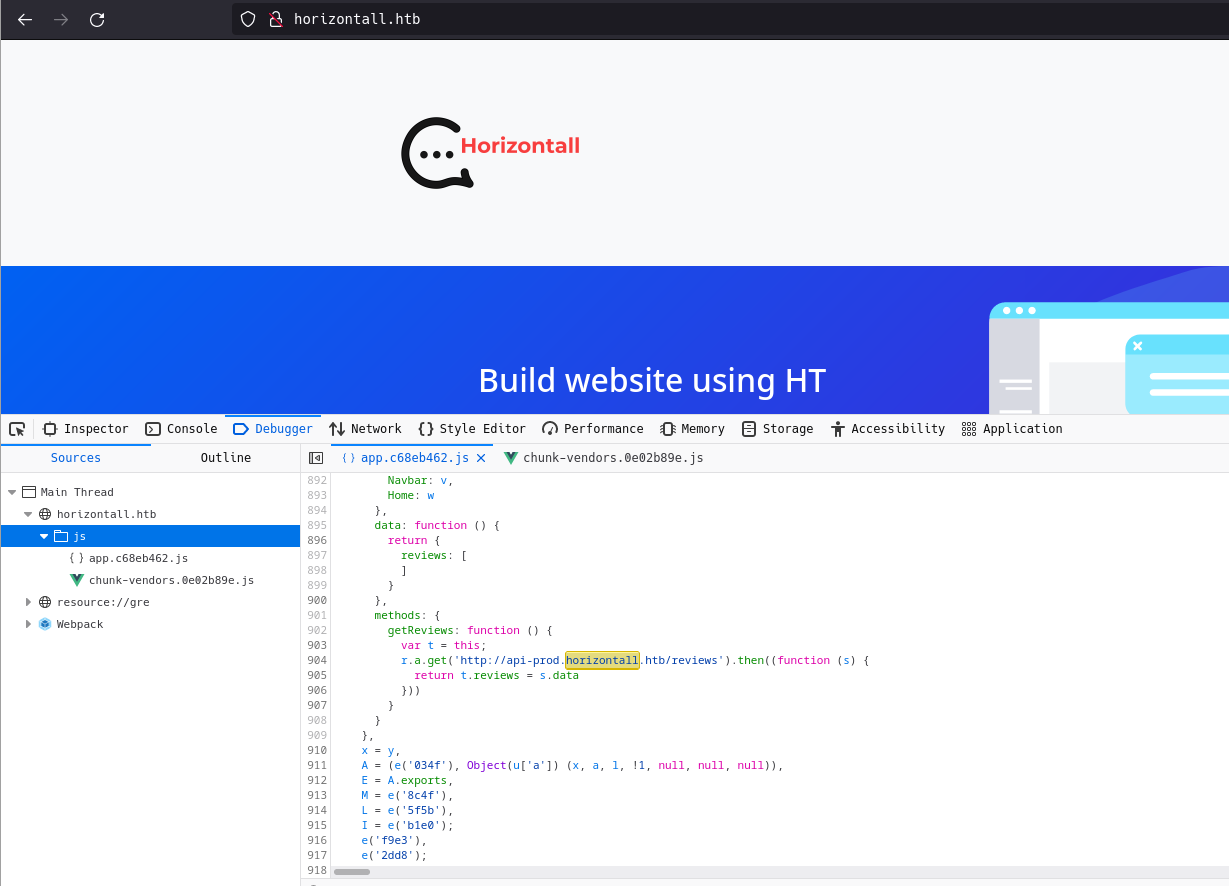 horizontall.htb
Horizontall
Build website using HT
Inspector Console Debugger Network Style Editor Performance Memory Storage Accessibility Application
Sources Outline { } app.c68eb462.js chunk-vendors.0e02b89e.js
Main Thread
horizontall.htb
js
{ } app.c68eb462.js
chunk-vendors.0e02b89e.js
resource://gre
Webpack
892 Navbar: v,
893 Home: w
894 },
895 data: function () {
896 return {
897 reviews: [
898 ]
899 }
900 },
901 methods: {
902 getReviews: function () {
903 var t = this;
904 r.a.get('http://api-prod.horizontall.htb/reviews').then((function (s) {
905 return t.reviews = s.data
906 }))
907 }
908 }
909 },
910 x = y,
911 A = (e('034f'), Object(u['a']) (x, a, l, !1, null, null, null)),
912 E = A.exports,
913 M = e('8c4f'),
914 L = e('5f5b'),
915 I = e('b1e0');
916 e('f9e3'),
917 e('2dd8');
918